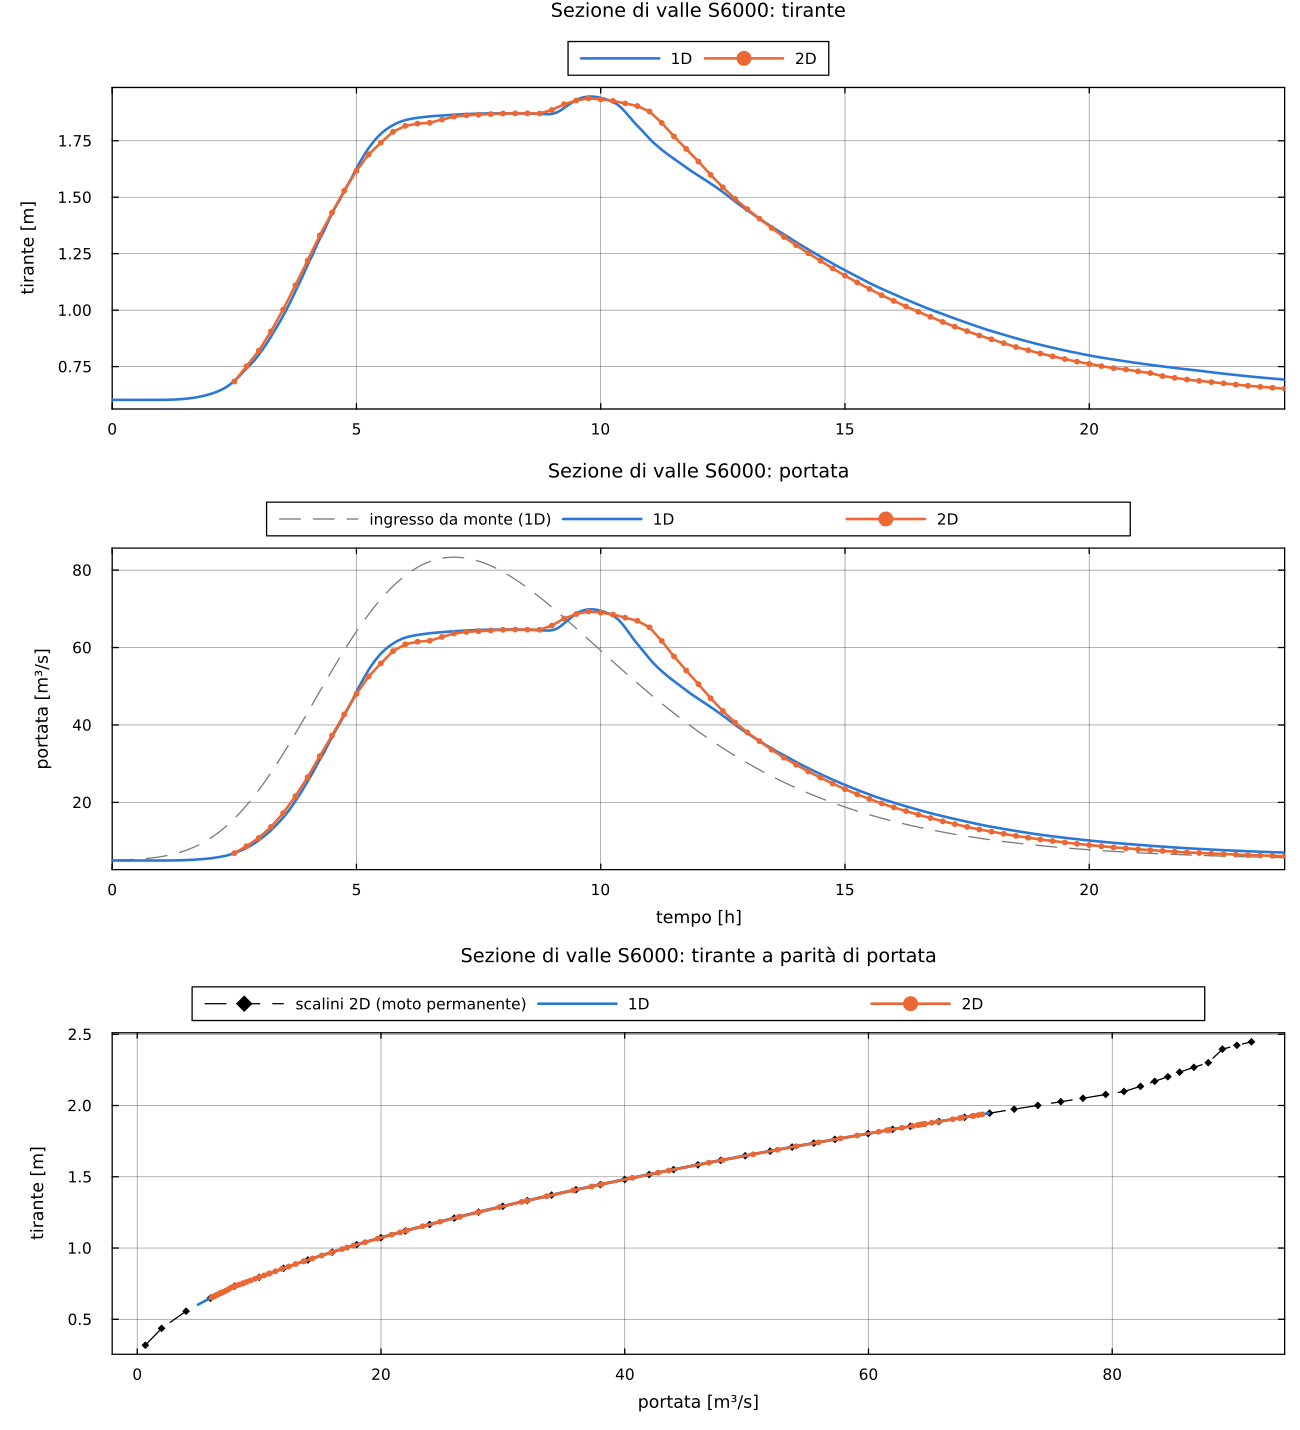 Sezione di valle S6000: tirante
1D 2D
tirante [m]
1.75
1.50
1.25
1.00
0.75
0 5 10 15 20
Sezione di valle S6000: portata
ingresso da monte (1D) 1D 2D
portata [m³/s]
80
60
40
20
0 5 10 15 20
tempo [h]
Sezione di valle S6000: tirante a parità di portata
scalini 2D (moto permanente) 1D 2D
tirante [m]
2.5
2.0
1.5
1.0
0.5
0 20 40 60 80
portata [m³/s]